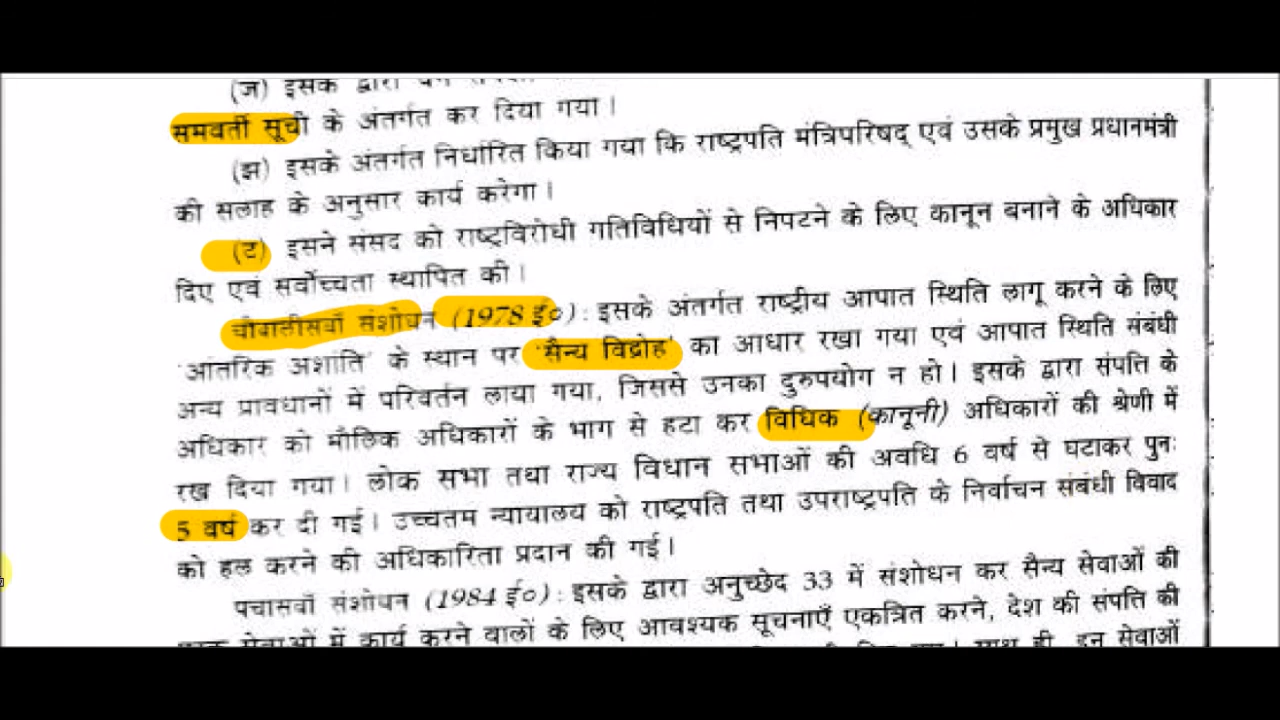 (ज) इसके द्वारा
समवर्ती सूची के अंतर्गत कर दिया गया।
(झ) इसके अंतर्गत निर्धारित किया गया कि राष्ट्रपति मंत्रिपरिषद् एवं उसके प्रमुख प्रधानमंत्री
की सलाह के अनुसार कार्य करेगा।
(ट) इसने संसद को राष्ट्रविरोधी गतिविधियों से निपटने के लिए कानून बनाने के अधिकार
दिए एवं सर्वोच्चता स्थापित की।
चौवालीसवाँ संशोधन (1978 ई०) : इसके अंतर्गत राष्ट्रीय आपात स्थिति लागू करने के लिए
'आंतरिक अशांति' के स्थान पर 'सैन्य विद्रोह' का आधार रखा गया एवं आपात स्थिति संबंधी
अन्य प्रावधानों में परिवर्तन लाया गया, जिससे उनका दुरुपयोग न हो। इसके द्वारा संपत्ति के
अधिकार को मौलिक अधिकारों के भाग से हटा कर विधिक (कानूनी) अधिकारों की श्रेणी में
रख दिया गया। लोक सभा तथा राज्य विधान सभाओं की अवधि 6 वर्ष से घटाकर पुनः
5 वर्ष कर दी गई। उच्चतम न्यायालय को राष्ट्रपति तथा उपराष्ट्रपति के निर्वाचन संबंधी विवाद
को हल करने की अधिकारिता प्रदान की गई।
पचासवाँ संशोधन (1984 ई०) : इसके द्वारा अनुच्छेद 33 में संशोधन कर सैन्य सेवाओं की
सेवाओं में कार्य करने वालों के लिए आवश्यक सूचनाएँ एकत्रित करने, देश की संपत्ति की
साथ ही, इन सेवाओं